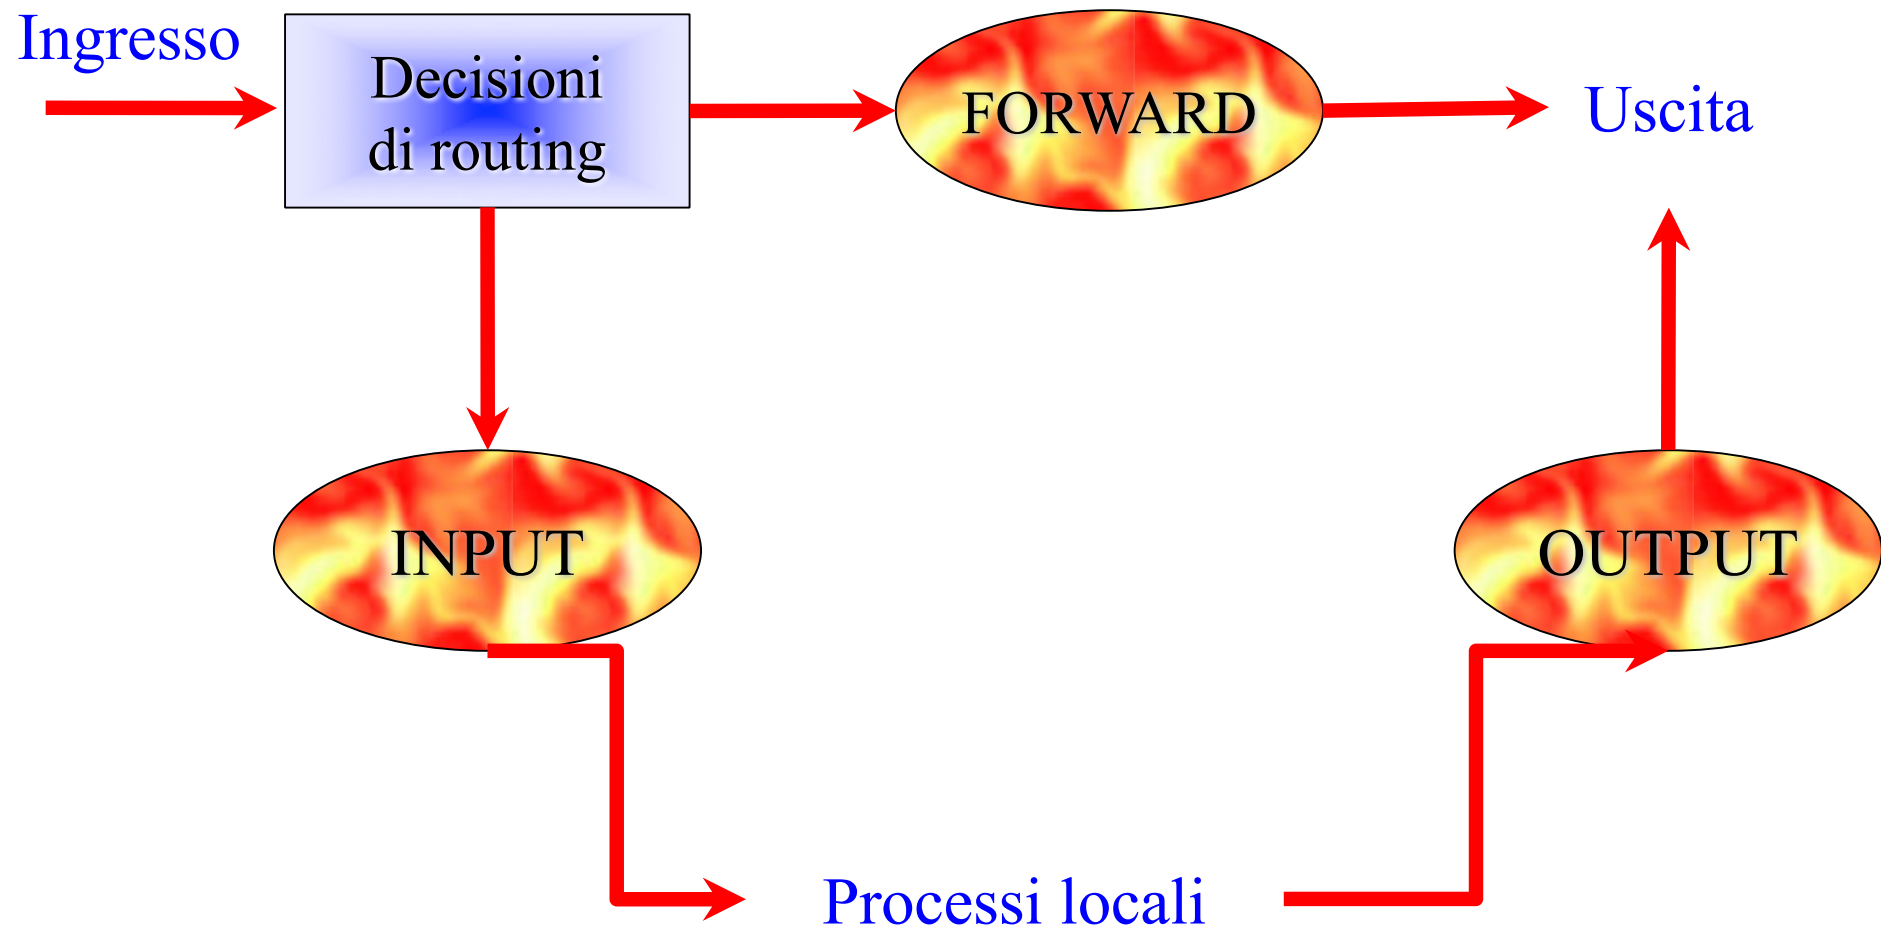 Ingresso
Decisioni
di routing
FORWARD
Uscita
INPUT
OUTPUT
Processi locali